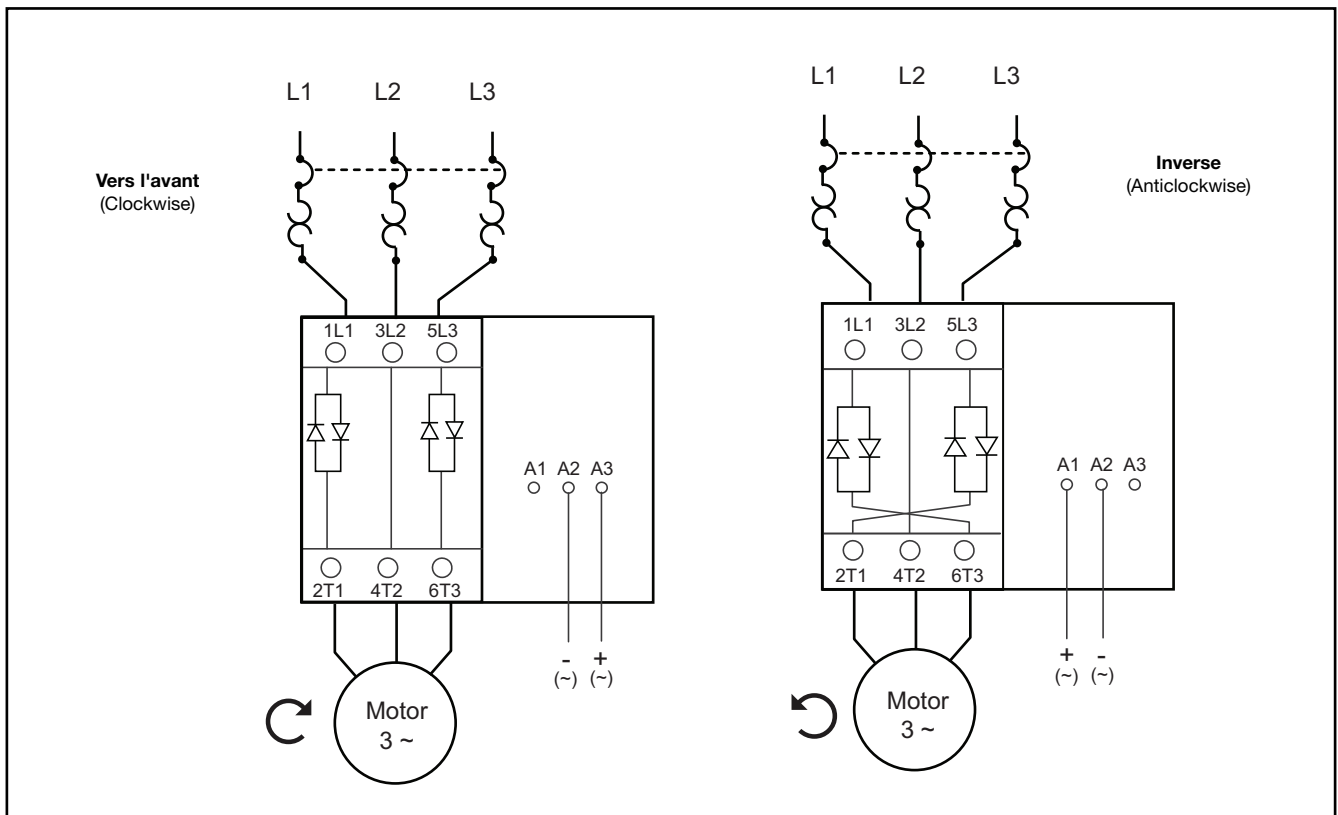 L1 L2 L3
Vers l'avant
(Clockwise)
1L1 3L2 5L3
A1 A2 A3
2T1 4T2 6T3
- +
(~) (~)
Motor
3 ~
L1 L2 L3
Inverse
(Anticlockwise)
1L1 3L2 5L3
A1 A2 A3
2T1 4T2 6T3
+ -
(~) (~)
Motor
3 ~